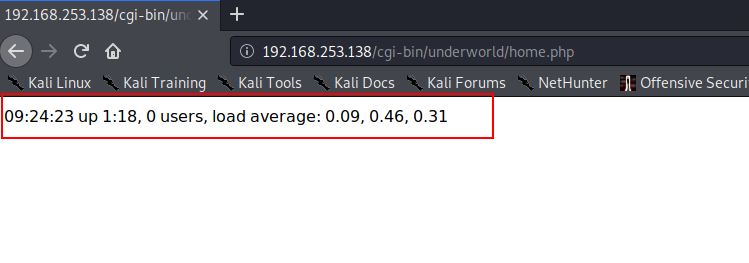 192.168.253.138/cgi-bin/und
192.168.253.138/cgi-bin/underworld/home.php
Kali Linux Kali Training Kali Tools Kali Docs Kali Forums NetHunter Offensive Securi
09:24:23 up 1:18, 0 users, load average: 0.09, 0.46, 0.31